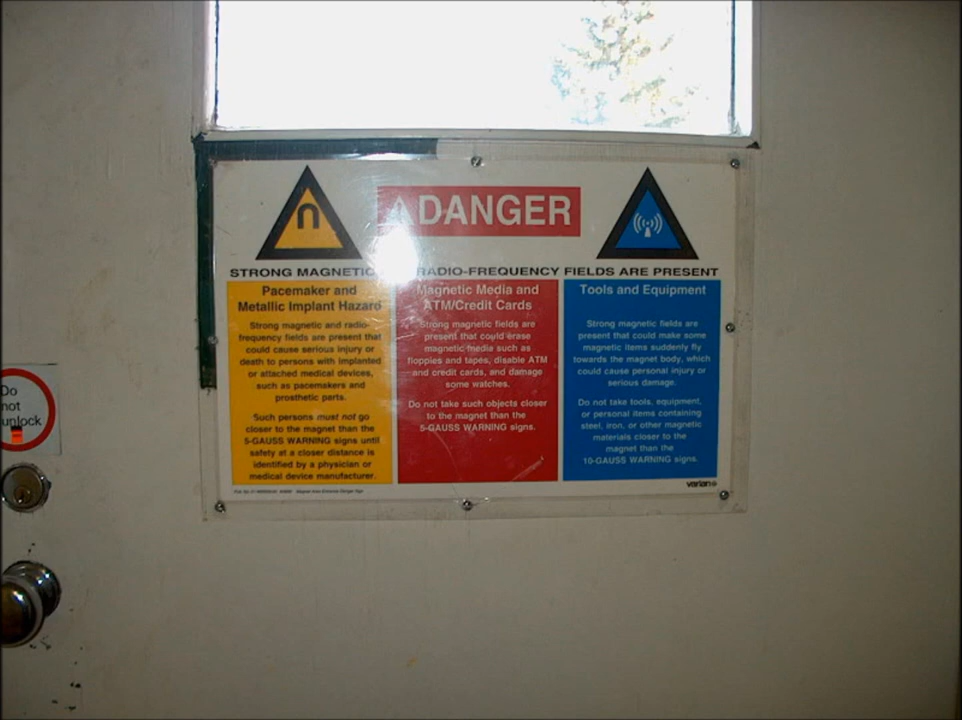 DANGER
STRONG MAGNETIC RADIO-FREQUENCY FIELDS ARE PRESENT
Pacemaker and
Metallic Implant Hazard
Strong magnetic and radio-
frequency fields are present that
could cause serious injury or
death to persons with implanted
or attached medical devices,
such as pacemakers and
prosthetic parts.
Such persons must not go
closer to the magnet than the
5-GAUSS WARNING signs until
safety at a closer distance is
identified by a physician or
medical device manufacturer.
Magnetic Media and
ATM/Credit Cards
Strong magnetic fields are
present that could erase
magnetic media such as
floppies and tapes, disable ATM
and credit cards, and damage
some watches.
Do not take such objects closer
to the magnet than the
5-GAUSS WARNING signs.
Tools and Equipment
Strong magnetic fields are
present that could make some
magnetic items suddenly fly
towards the magnet body, which
could cause personal injury or
serious damage.
Do not take tools, equipment,
or personal items containing
steel, iron, or other magnetic
materials closer to the
magnet than the
10-GAUSS WARNING signs.
varian
Do
not
unlock